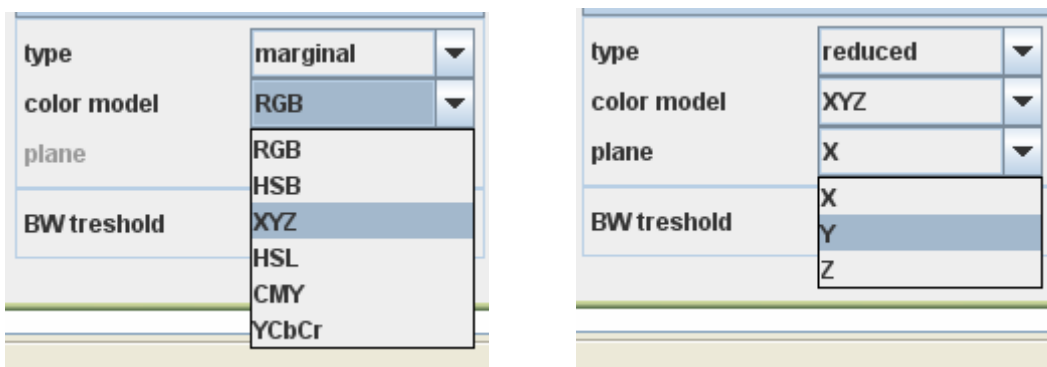 type marginal
color model RGB
plane
RGB
HSB
BW treshold
XYZ
HSL
CMY
YCbCr
type reduced
color model XYZ
plane X
X
BW treshold
Y
Z